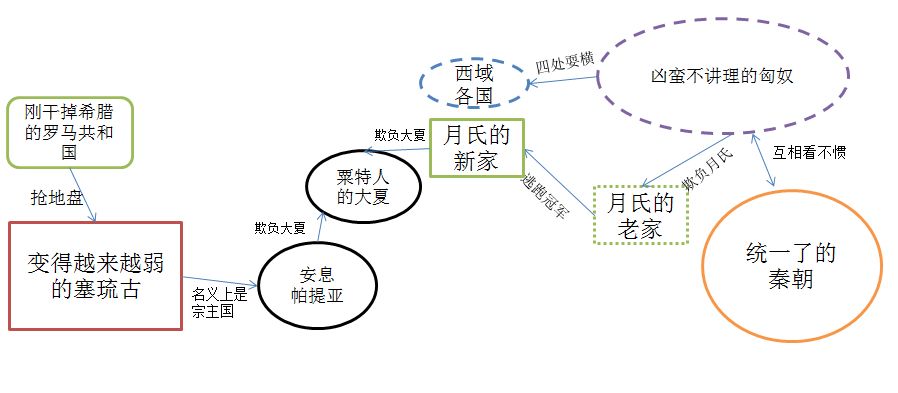 刚干掉希腊
的罗马共和
国
抢地盘
变得越来越弱
的塞琉古
名义上是
宗主国
安息
帕提亚
欺负大夏
粟特人
的大夏
欺负大夏
月氏的
新家
西域
各国
四处耍横
凶蛮不讲理的匈奴
逃跑冠军
欺负月氏
月氏的
老家
互相看不惯
统一了的
秦朝